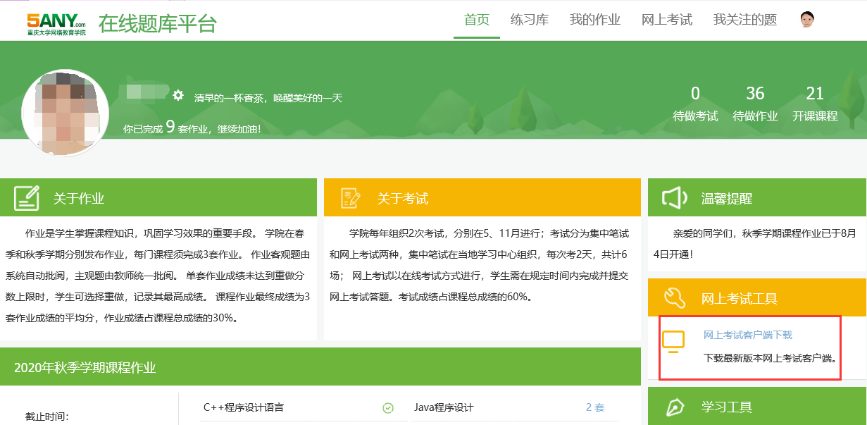 5ANY.com
重庆大学网络教育学院
在线题库平台
首页 练习库 我的作业 网上考试 我关注的题
清早的一杯香茶，唤醒美好的一天
你已完成 9 套作业，继续加油！
0 36 21
待做考试 待做作业 开课课程
关于作业
作业是学生掌握课程知识，巩固学习效果的重要手段。 学院在春
季和秋季学期分别发布作业，每门课程须完成3套作业。 作业客观题由
系统自动批阅，主观题由教师统一批阅。 单套作业成绩未达到重做分
数上限时，学生可选择重做，记录其最高成绩。 课程作业最终成绩为3
套作业成绩的平均分，作业成绩占课程总成绩的30%。
关于考试
学院每年组织2次考试，分别在5、11月进行；考试分为集中笔试
和网上考试两种，集中笔试在当地学习中心组织，每次考2天，共计6
场； 网上考试以在线考试方式进行，学生需在规定时间内完成并提交
网上考试答题。考试成绩占课程总成绩的60%。
温馨提醒
亲爱的同学们，秋季学期课程作业已于8月
4日开通！
网上考试工具
网上考试客户端下载
下载最新版本网上考试客户端。
2020年秋季学期课程作业
截止时间：
C++程序设计语言
Java程序设计 2 套
学习工具